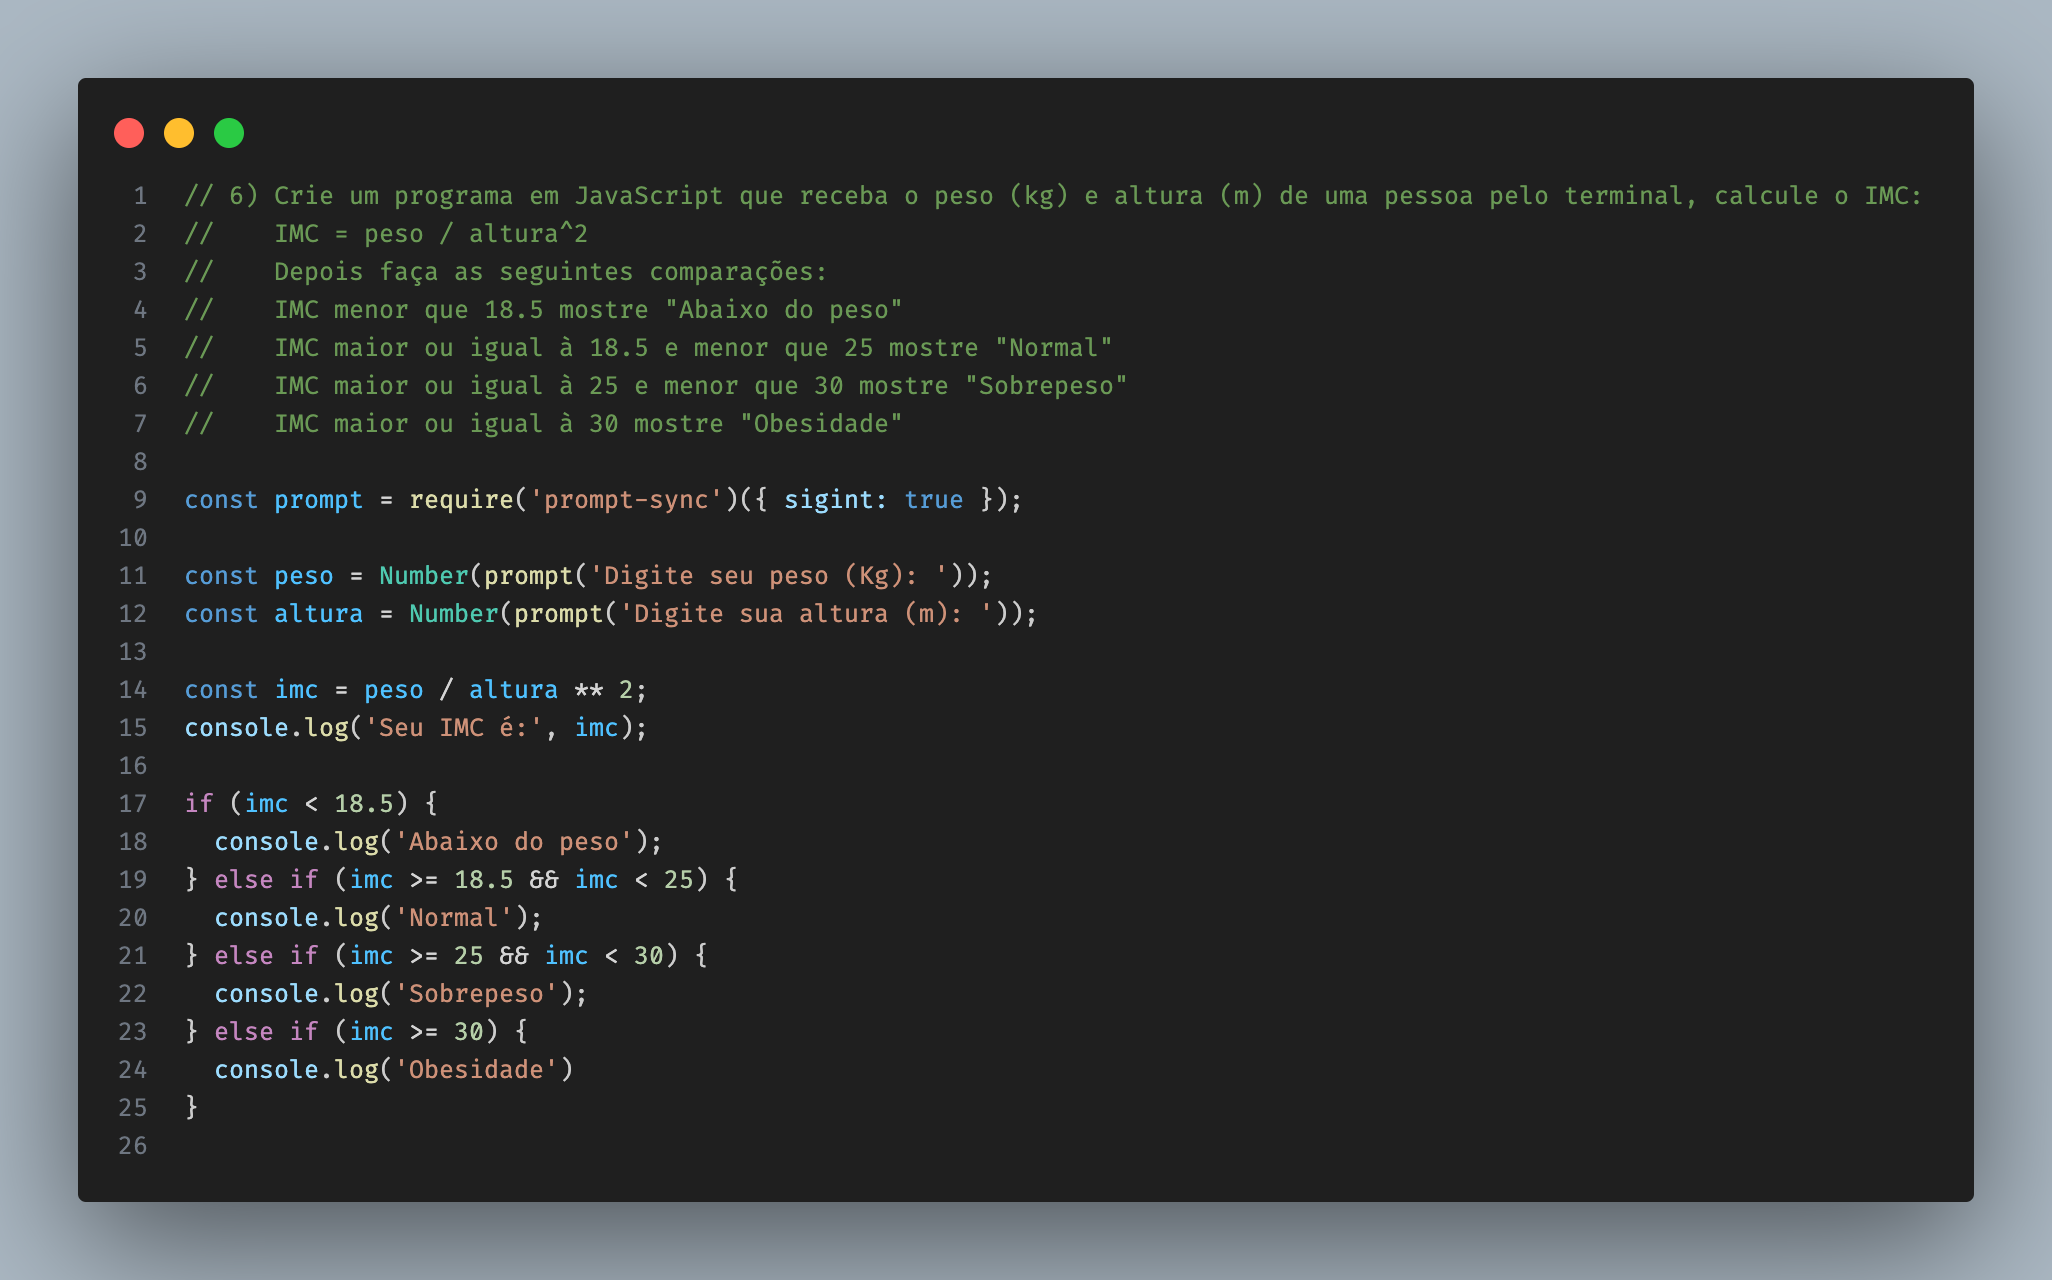 1 // 6) Crie um programa em JavaScript que receba o peso (kg) e altura (m) de uma pessoa pelo terminal, calcule o IMC:
2 //    IMC = peso / altura^2
3 //    Depois faça as seguintes comparações:
4 //    IMC menor que 18.5 mostre "Abaixo do peso"
5 //    IMC maior ou igual à 18.5 e menor que 25 mostre "Normal"
6 //    IMC maior ou igual à 25 e menor que 30 mostre "Sobrepeso"
7 //    IMC maior ou igual à 30 mostre "Obesidade"
8
9 const prompt = require('prompt-sync')({ sigint: true });
10
11 const peso = Number(prompt('Digite seu peso (Kg): '));
12 const altura = Number(prompt('Digite sua altura (m): '));
13
14 const imc = peso / altura ** 2;
15 console.log('Seu IMC é:', imc);
16
17 if (imc < 18.5) {
18   console.log('Abaixo do peso');
19 } else if (imc >= 18.5 && imc < 25) {
20   console.log('Normal');
21 } else if (imc >= 25 && imc < 30) {
22   console.log('Sobrepeso');
23 } else if (imc >= 30) {
24   console.log('Obesidade')
25 }
26